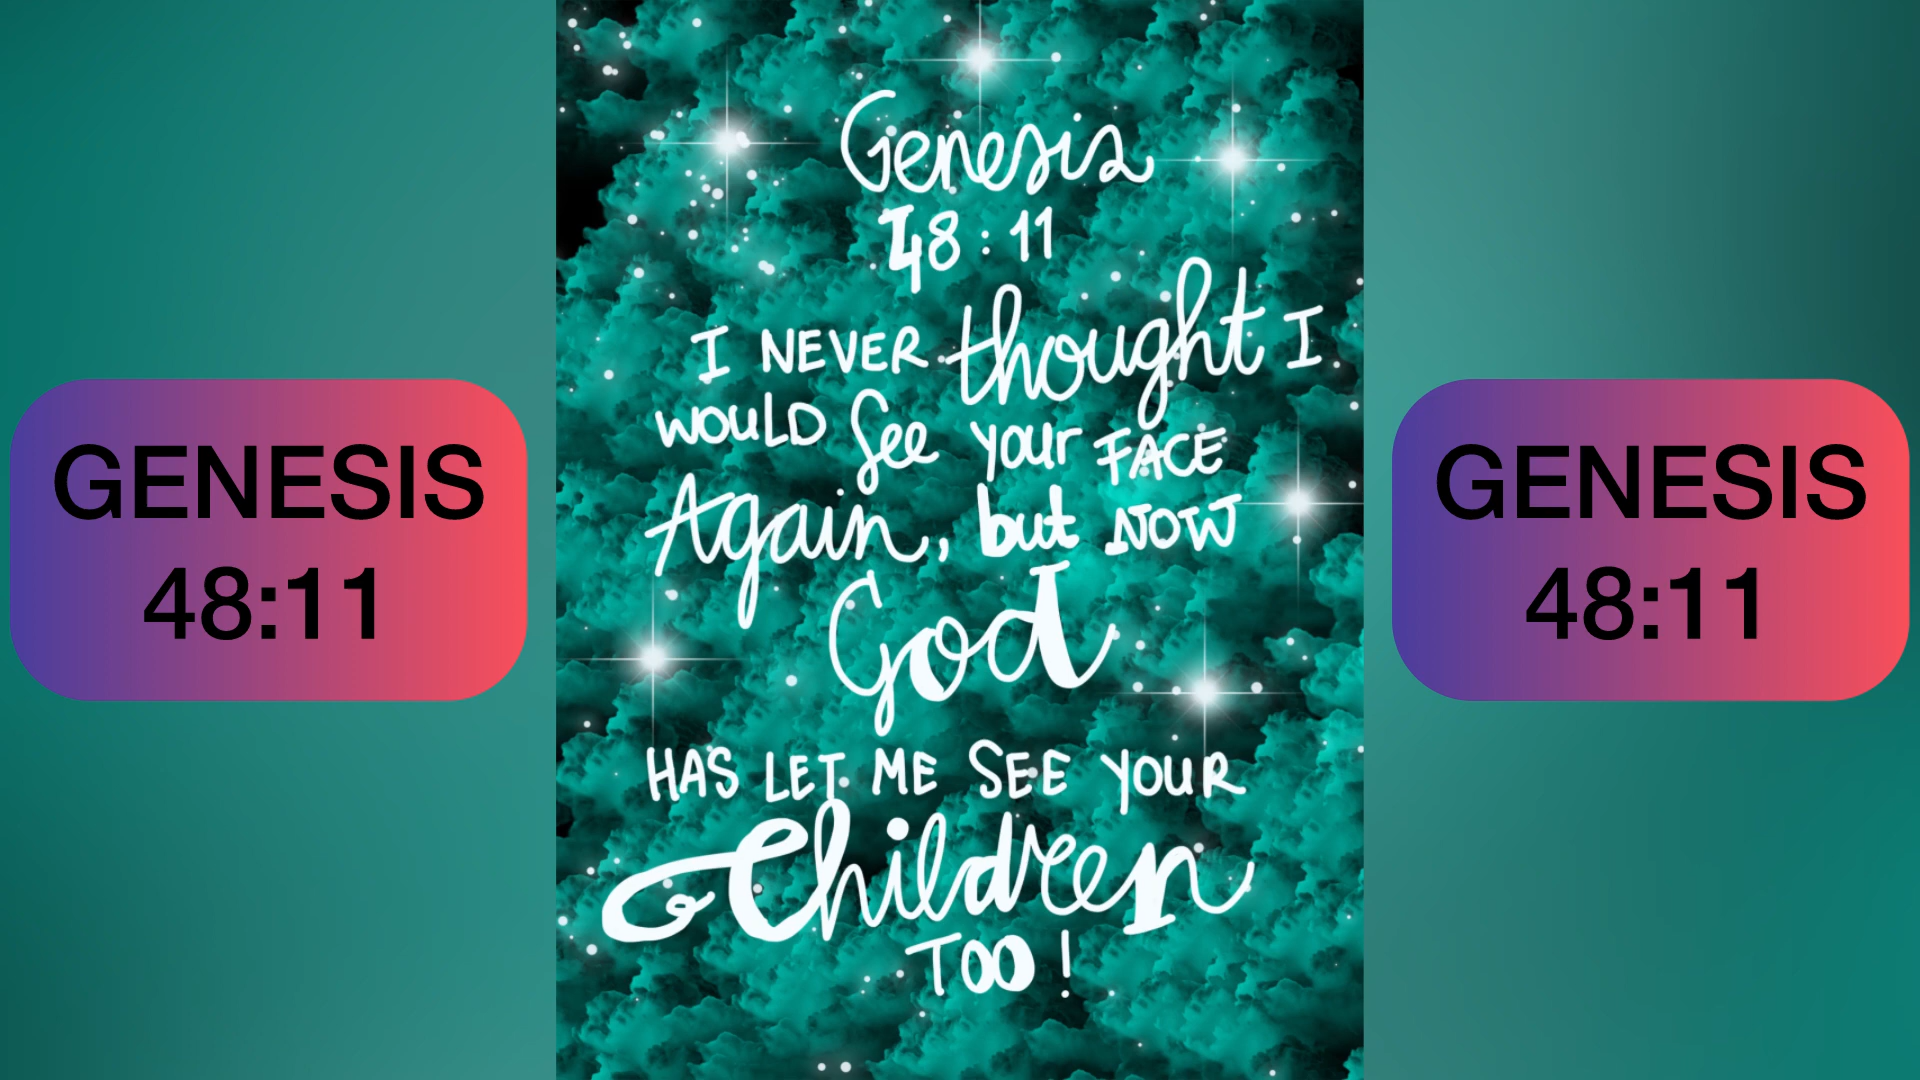 Genesis
48:11
I NEVER thought I
WOULD See your FACE
Again, but NOW
God
HAS LET ME SEE YOUR
Children
TOO!
GENESIS
48:11
GENESIS
48:11